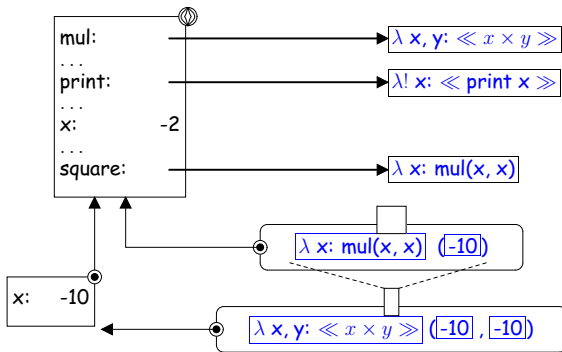 mul: λ x, y: ≪ x × y ≫
...
print: λ! x: ≪ print x ≫
...
x: -2
...
square: λ x: mul(x, x)
λ x: mul(x, x) (-10)
x: -10
λ x, y: ≪ x × y ≫ (-10 , -10)